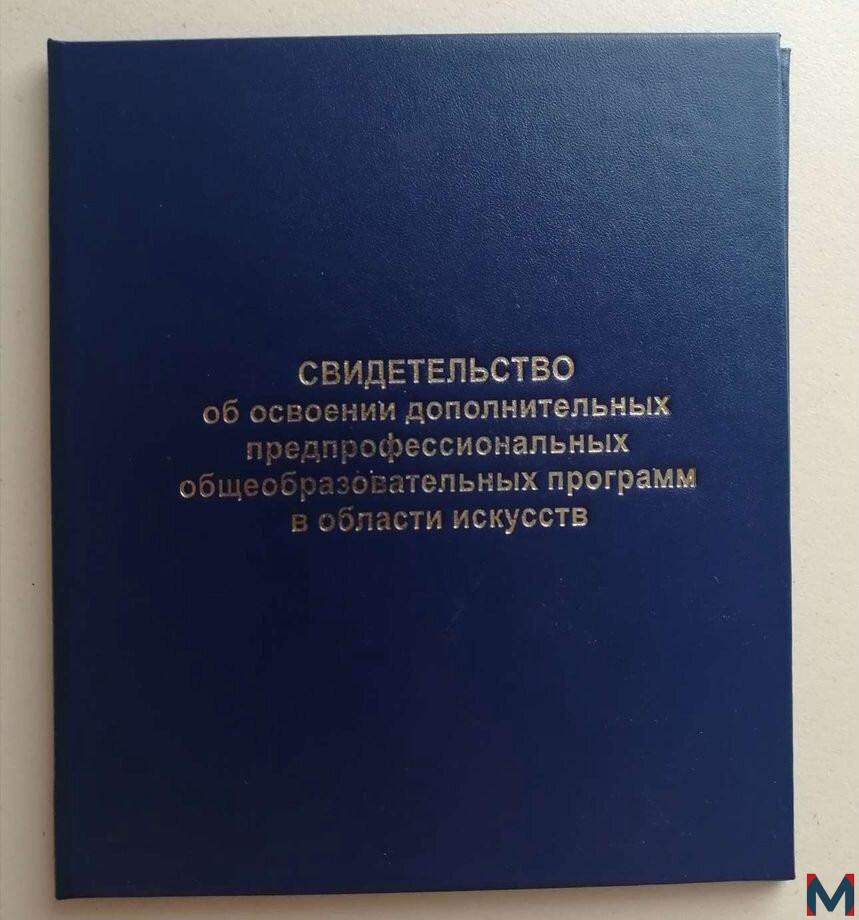 СВИДЕТЕЛЬСТВО
об освоении дополнительных
предпрофессиональных
общеобразовательных программ
в области искусств
M